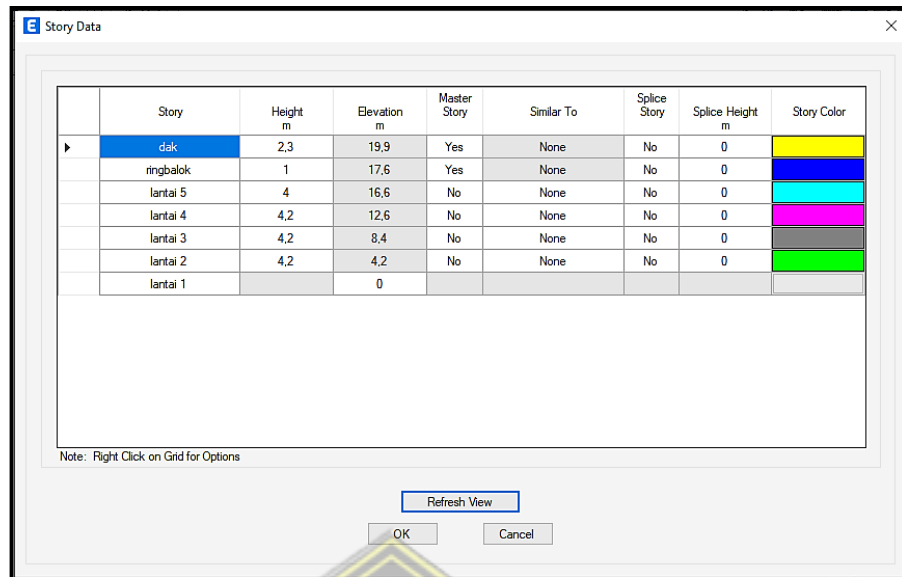 E Story Data
Story Height m Elevation m Master Story Similar To Splice Story Splice Height m Story Color
dak 2,3 19,9 Yes None No 0
ringbalok 1 17,6 Yes None No 0
lantai 5 4 16,6 No None No 0
lantai 4 4,2 12,6 No None No 0
lantai 3 4,2 8,4 No None No 0
lantai 2 4,2 4,2 No None No 0
lantai 1 0
Note: Right Click on Grid for Options
Refresh View
OK Cancel